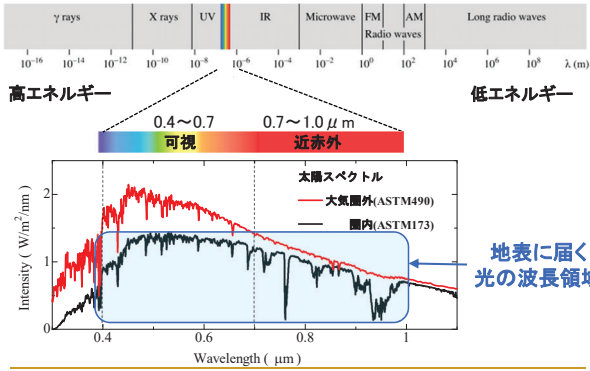 γ rays X rays UV IR Microwave FM AM Long radio waves
Radio waves
10⁻¹⁶ 10⁻¹⁴ 10⁻¹² 10⁻¹⁰ 10⁻⁸ 10⁻⁶ 10⁻⁴ 10⁻² 10⁰ 10² 10⁴ 10⁶ 10⁸ λ (m)
高エネルギー 低エネルギー
0.4～0.7 0.7～1.0μm
可視 近赤外
太陽スペクトル
大気圏外(ASTM490)
圏内(ASTM173)
Intensity ( W/m²/nm)
2
1
0
0.4 0.6 0.8 1
Wavelength ( μm)
地表に届く
光の波長領域